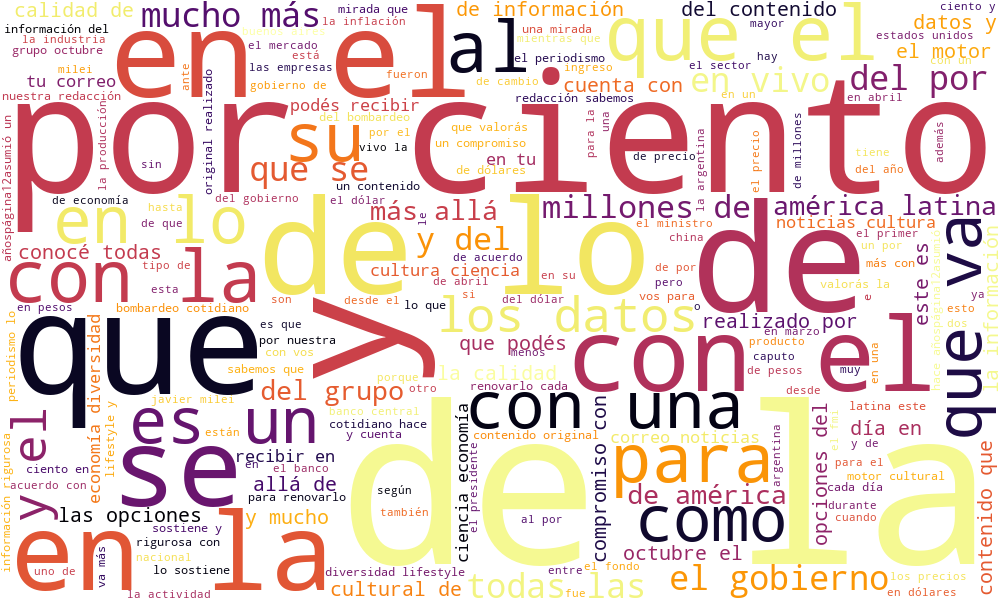 calidad de
mucho más
mirada que
la inflación
de información
del contenido
ciento y
mayor
datos y
información del
la industria
grupo octubre
en el
al
una mirada
mientras que
que el
estados unidos
el motor
el mercado
está
las empresas
gobierno de
el periodismo
el sector
hay
milei
tu correo
ante
fueron
de cambio
ingreso
cuenta con
en vivo
en un
con un
del por
nuestra redacción
podés recibir
del bombardeo
redacción sabemos
en abril
por ciento
su
por el
vivo la
que valorás
un compromiso
en tu
de dólares
para la
una
de precio
la argentina
el precio
de millones
tiene
del año
además
añospágina12asumió un
la producción
sin
original realizado
que se
de economía
un contenido
del gobierno
el dólar
hasta
de que
en lo
de lo
más allá
le
millones de
américa latina
y del
el ministro
china
noticias cultura
el primer
un por
conocé todas
con la
tipo de
esta
cultura ciencia
de acuerdo
de abril
si
en su
de por
pero
vos para
de
más con
valorás la
e
este es
que va
la información
ya
en pesos
bombardeo cotidiano
son
desde el
lo que
del dólar
o
esto
dos
que
y
es que
por nuestra
con vos
sabemos que
los datos
realizado por
en marzo
producto
caputo
de pesos
muy
en una
periodismo lo
economía diversidad
que podés
menos
con el
la calidad
porque
otro
renovarlo cada
desde
javier milei
del grupo
banco central
cotidiano hace
y cuenta
lifestyle y
es un
están
con una
latina este
y el
en
recibir en
el banco
contenido original
correo noticias
argentina
el fmi
día en
y de
información rigurosa
ciento en
acuerdo con
se
allá de
para renovarlo
según
ciencia economía
el presidente
compromiso con
para
para el
motor cultural
cada día
las opciones
y mucho
también
de la
de américa
opciones del
durante
cuando
contenido que
sostiene y
rigurosa con
nacional
lo sostiene
al por
como
octubre el
en la
uno de
va más
la actividad
diversidad lifestyle
cultural de
entre
fue
el fondo
todas las
el gobierno
los precios
en dólares